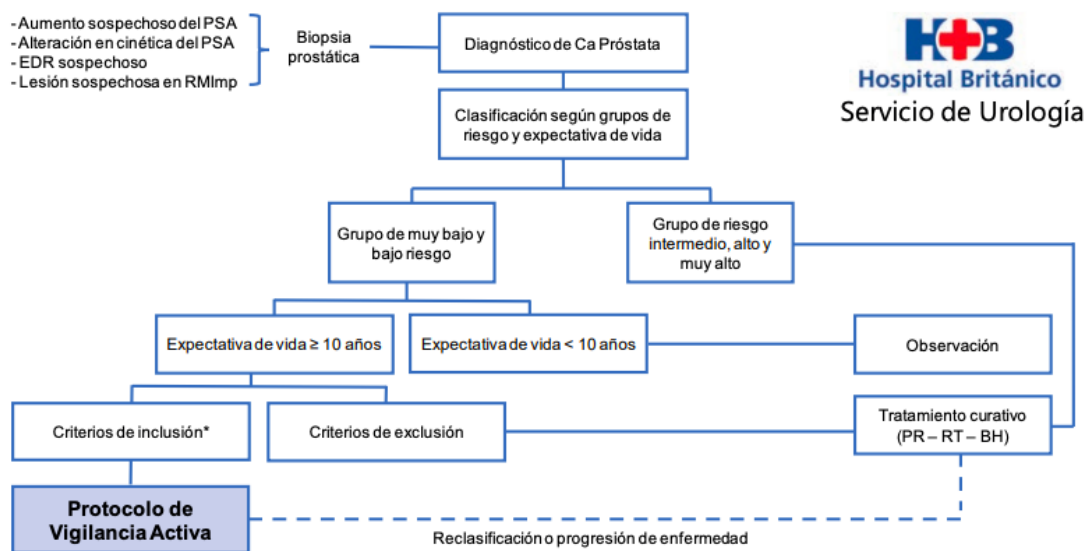 - Aumento sospechoso del PSA
- Alteración en cinética del PSA
- EDR sospechoso
- Lesión sospechosa en RMImp
Biopsia
prostática
Diagnóstico de Ca Próstata
HB
Hospital Británico
Servicio de Urología
Clasificación según grupos de
riesgo y expectativa de vida
Grupo de muy bajo y
bajo riesgo
Grupo de riesgo
intermedio, alto y
muy alto
Expectativa de vida ≥ 10 años
Expectativa de vida < 10 años
Observación
Criterios de inclusión*
Criterios de exclusión
Tratamiento curativo
(PR – RT – BH)
Protocolo de
Vigilancia Activa
Reclasificación o progresión de enfermedad